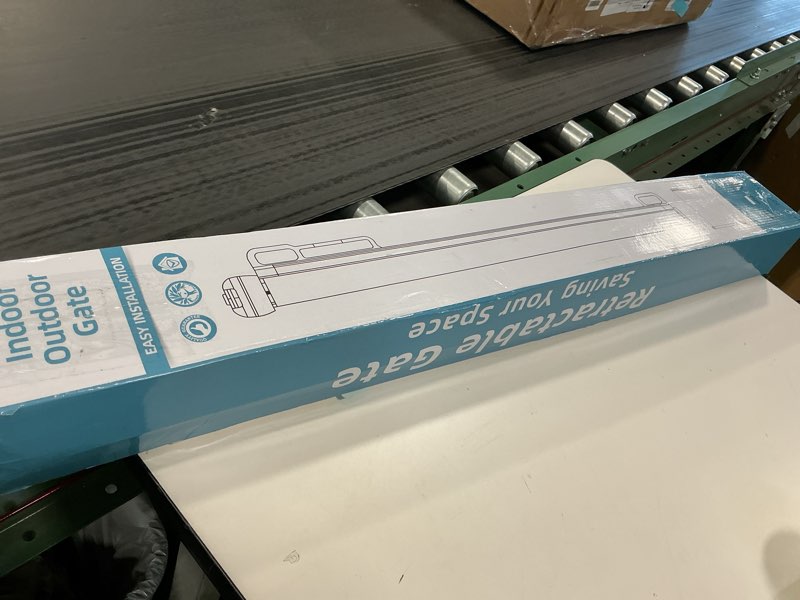 Indoor
Outdoor
Gate
EASY INSTALLATION
Retractable Gate
Saving Your Space